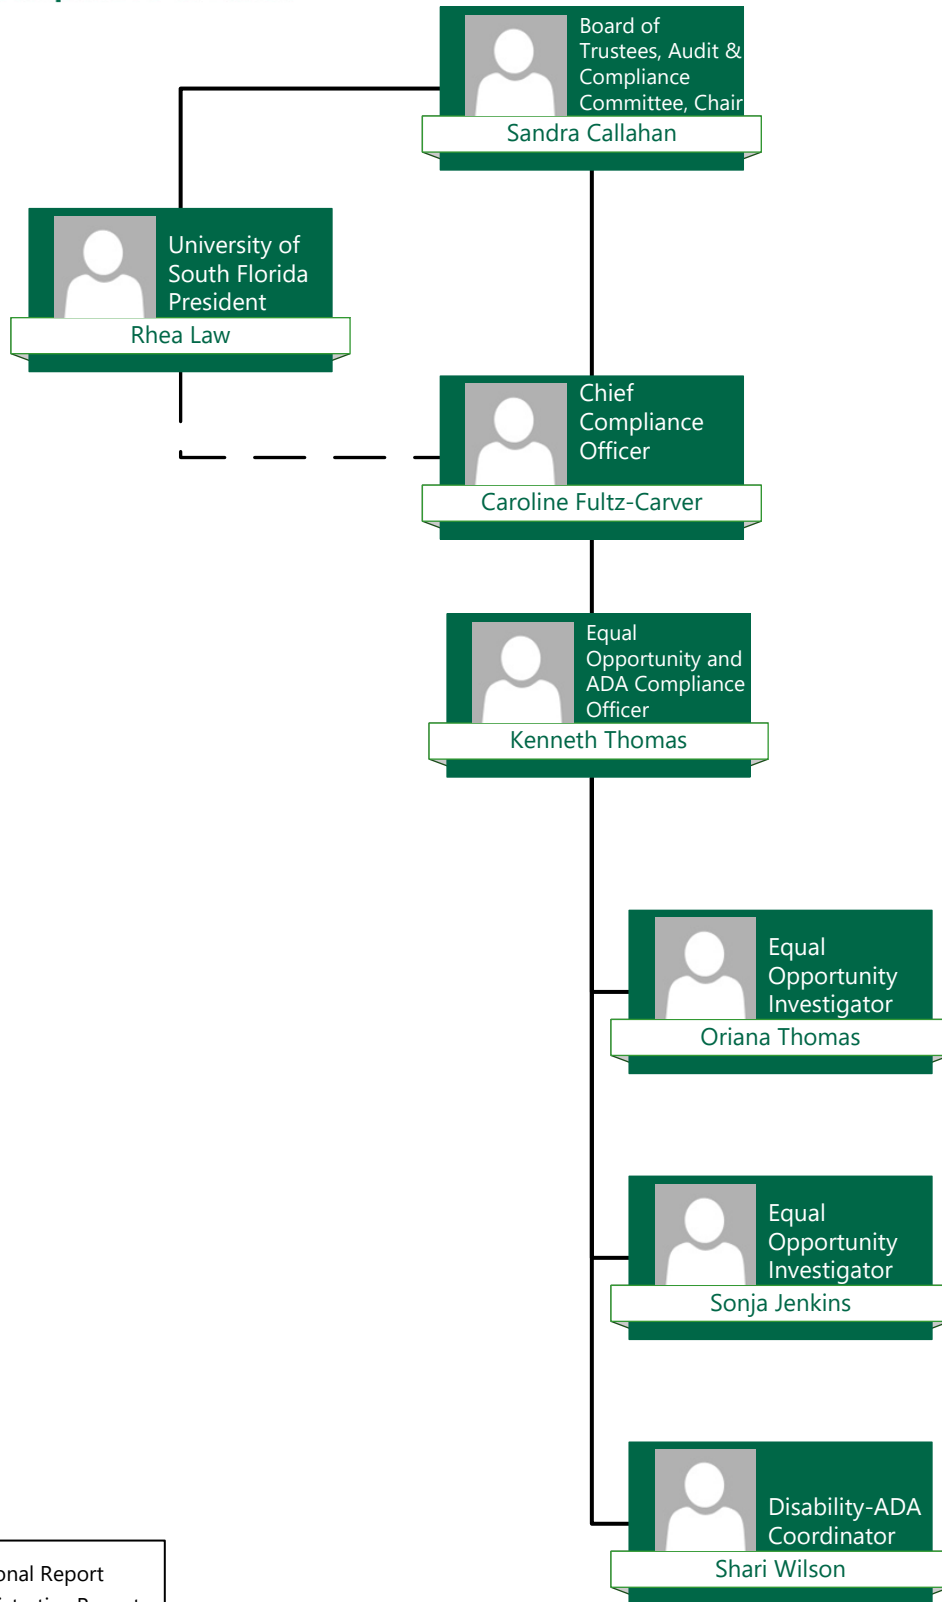 Board of
Trustees, Audit &
Compliance
Committee, Chair
Sandra Callahan
University of
South Florida
President
Rhea Law
Chief
Compliance
Officer
Caroline Fultz-Carver
Equal
Opportunity and
ADA Compliance
Officer
Kenneth Thomas
Equal
Opportunity
Investigator
Oriana Thomas
Equal
Opportunity
Investigator
Sonja Jenkins
Disability-ADA
Coordinator
Shari Wilson
Report